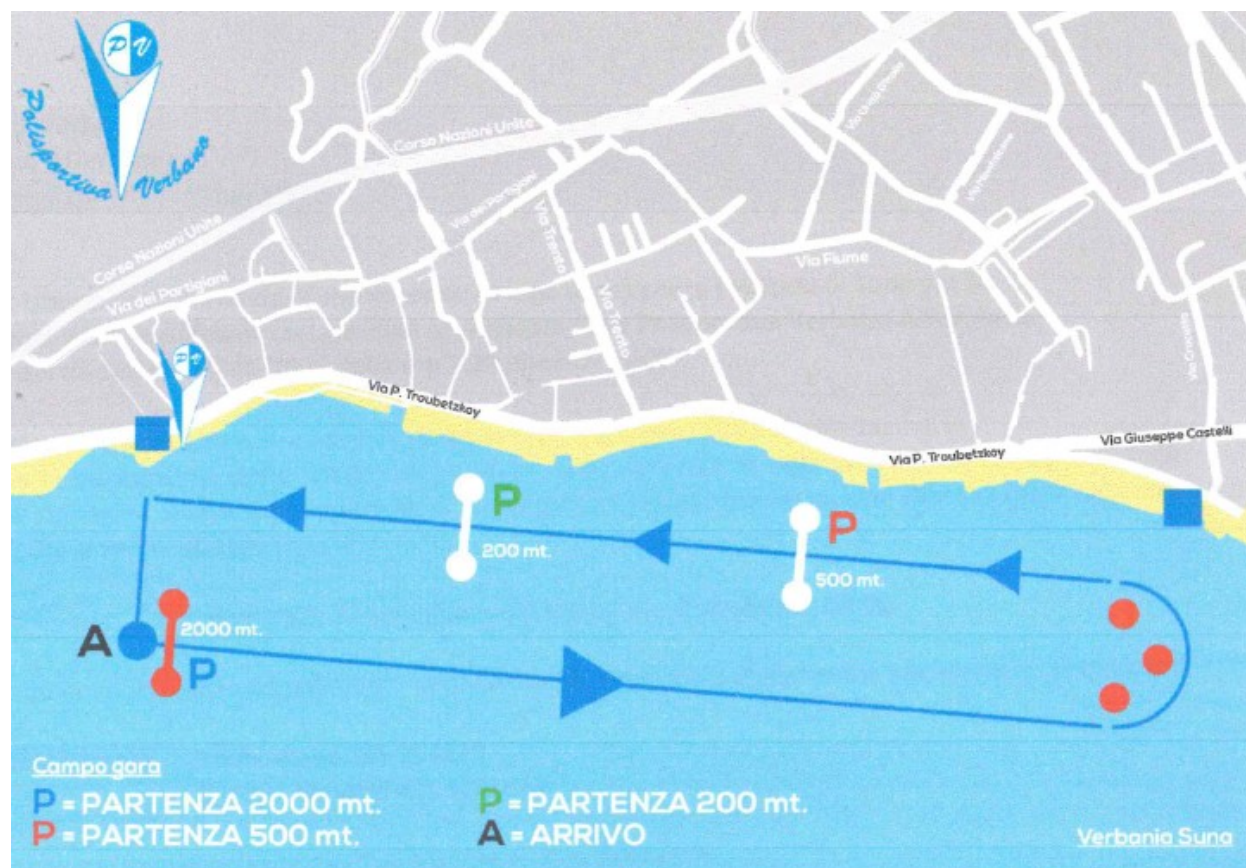 PV
Polisportiva Verbano
Corso Nazioni Unite
Corso Nazioni Unite
Via dei Partigiani
Via dei Partigiani
Via Trento
Via Trento
Via Fiume
Via P. Troubetzkoy
PV
Via P. Troubetzkoy
Via Giuseppe Castelli
P
200 mt.
P
500 mt.
2000 mt.
A
P
Campo gara
P = PARTENZA 2000 mt.
P = PARTENZA 500 mt.
P = PARTENZA 200 mt.
A = ARRIVO
Verbania Suna